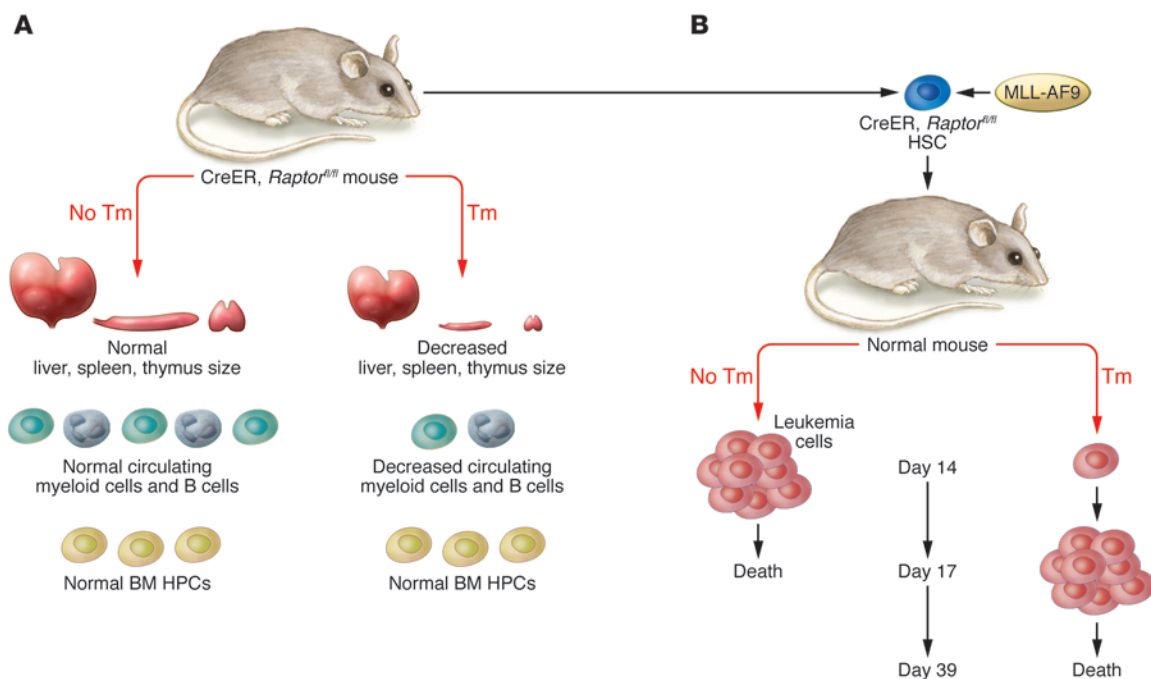 A
CreER, Raptorfl/fl mouse
No Tm
Tm
Normal
liver, spleen, thymus size
Decreased
liver, spleen, thymus size
Normal circulating
myeloid cells and B cells
Decreased circulating
myeloid cells and B cells
Normal BM HPCs
Normal BM HPCs
B
MLL-AF9
CreER, Raptorfl/fl
HSC
Normal mouse
No Tm
Tm
Leukemia
cells
Day 14
Death
Day 17
Day 39
Death